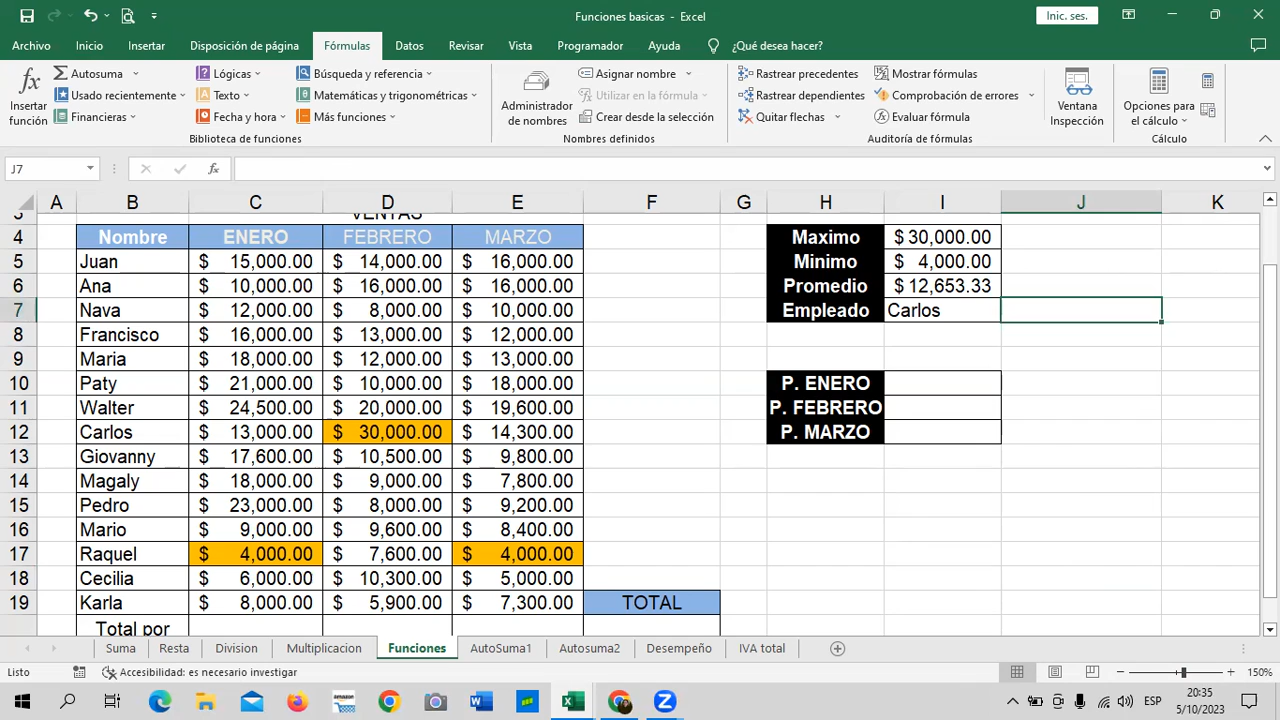 Funciones basicas - Excel
Inic. ses.
Archivo Inicio Insertar Disposición de página Fórmulas Datos Revisar Vista Programador Ayuda ¿Qué desea hacer?
Insertar función
Autosuma
Usado recientemente
Financieras
Lógicas
Texto
Fecha y hora
Búsqueda y referencia
Matemáticas y trigonométricas
Más funciones
Biblioteca de funciones
Administrador de nombres
Asignar nombre
Utilizar en la fórmula
Crear desde la selección
Nombres definidos
Rastrear precedentes
Rastrear dependientes
Quitar flechas
Mostrar fórmulas
Comprobación de errores
Evaluar fórmula
Auditoría de fórmulas
Ventana Inspección
Opciones para el cálculo
Cálculo
J7 fx
A B C D E F G H I J K
3 VENTAS
4 Nombre ENERO FEBRERO MARZO Maximo $ 30,000.00
5 Juan $ 15,000.00 $ 14,000.00 $ 16,000.00 Minimo $ 4,000.00
6 Ana $ 10,000.00 $ 16,000.00 $ 16,000.00 Promedio $ 12,653.33
7 Nava $ 12,000.00 $ 8,000.00 $ 10,000.00 Empleado Carlos
8 Francisco $ 16,000.00 $ 13,000.00 $ 12,000.00
9 Maria $ 18,000.00 $ 12,000.00 $ 13,000.00
10 Paty $ 21,000.00 $ 10,000.00 $ 18,000.00 P. ENERO
11 Walter $ 24,500.00 $ 20,000.00 $ 19,600.00 P. FEBRERO
12 Carlos $ 13,000.00 $ 30,000.00 $ 14,300.00 P. MARZO
13 Giovanny $ 17,600.00 $ 10,500.00 $ 9,800.00
14 Magaly $ 18,000.00 $ 9,000.00 $ 7,800.00
15 Pedro $ 23,000.00 $ 8,000.00 $ 9,200.00
16 Mario $ 9,000.00 $ 9,600.00 $ 8,400.00
17 Raquel $ 4,000.00 $ 7,600.00 $ 4,000.00
18 Cecilia $ 6,000.00 $ 10,300.00 $ 5,000.00
19 Karla $ 8,000.00 $ 5,900.00 $ 7,300.00 TOTAL
Total por
Suma Resta Division Multiplicacion Funciones AutoSuma1 Autosuma2 Desempeño IVA total
Listo Accesibilidad: es necesario investigar 150%
ESP 20:35
5/10/2023